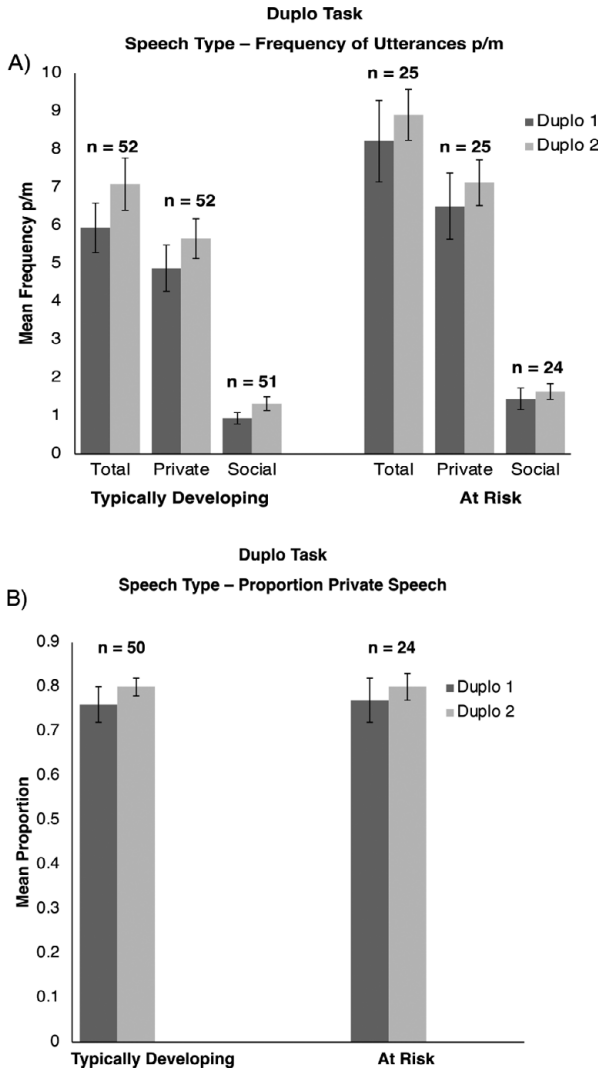 Duplo Task
Speech Type – Frequency of Utterances p/m
A)
Mean Frequency p/m
10
9
8
7
6
5
4
3
2
1
0
n = 52
n = 52
n = 51
n = 25
n = 25
n = 24
Duplo 1
Duplo 2
Total Private Social Total Private Social
Typically Developing At Risk
Duplo Task
Speech Type – Proportion Private Speech
B)
Mean Proportion
0.9
0.8
0.7
0.6
0.5
0.4
0.3
0.2
0.1
0
n = 50
n = 24
Duplo 1
Duplo 2
Typically Developing At Risk